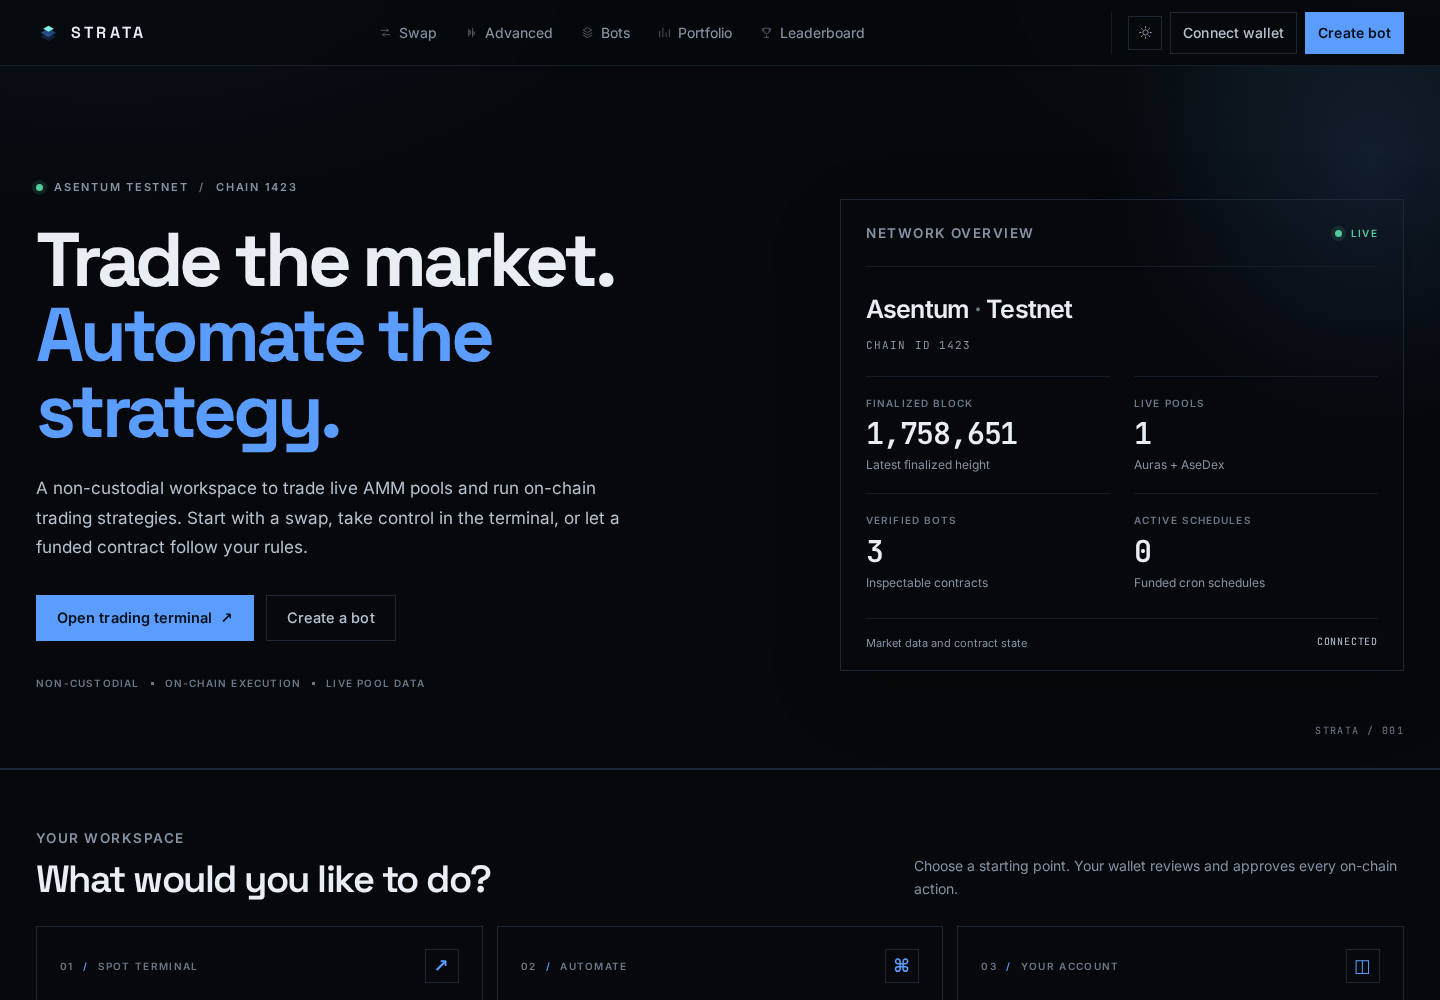 STRATA
Swap
Advanced
Bots
Portfolio
Leaderboard
Connect wallet
Create bot
ASENTUM TESTNET / CHAIN 1423
Trade the market.
Automate the
strategy.
A non-custodial workspace to trade live AMM pools and run on-chain
trading strategies. Start with a swap, take control in the terminal, or let a
funded contract follow your rules.
Open trading terminal ↗
Create a bot
NON-CUSTODIAL • ON-CHAIN EXECUTION • LIVE POOL DATA
NETWORK OVERVIEW
LIVE
Asentum · Testnet
CHAIN ID 1423
FINALIZED BLOCK
1,758,651
Latest finalized height
LIVE POOLS
1
Auras + AseDex
VERIFIED BOTS
3
Inspectable contracts
ACTIVE SCHEDULES
0
Funded cron schedules
Market data and contract state
CONNECTED
STRATA / 001
YOUR WORKSPACE
What would you like to do?
Choose a starting point. Your wallet reviews and approves every on-chain
action.
01 / SPOT TERMINAL ↗
02 / AUTOMATE ⌘
03 / YOUR ACCOUNT